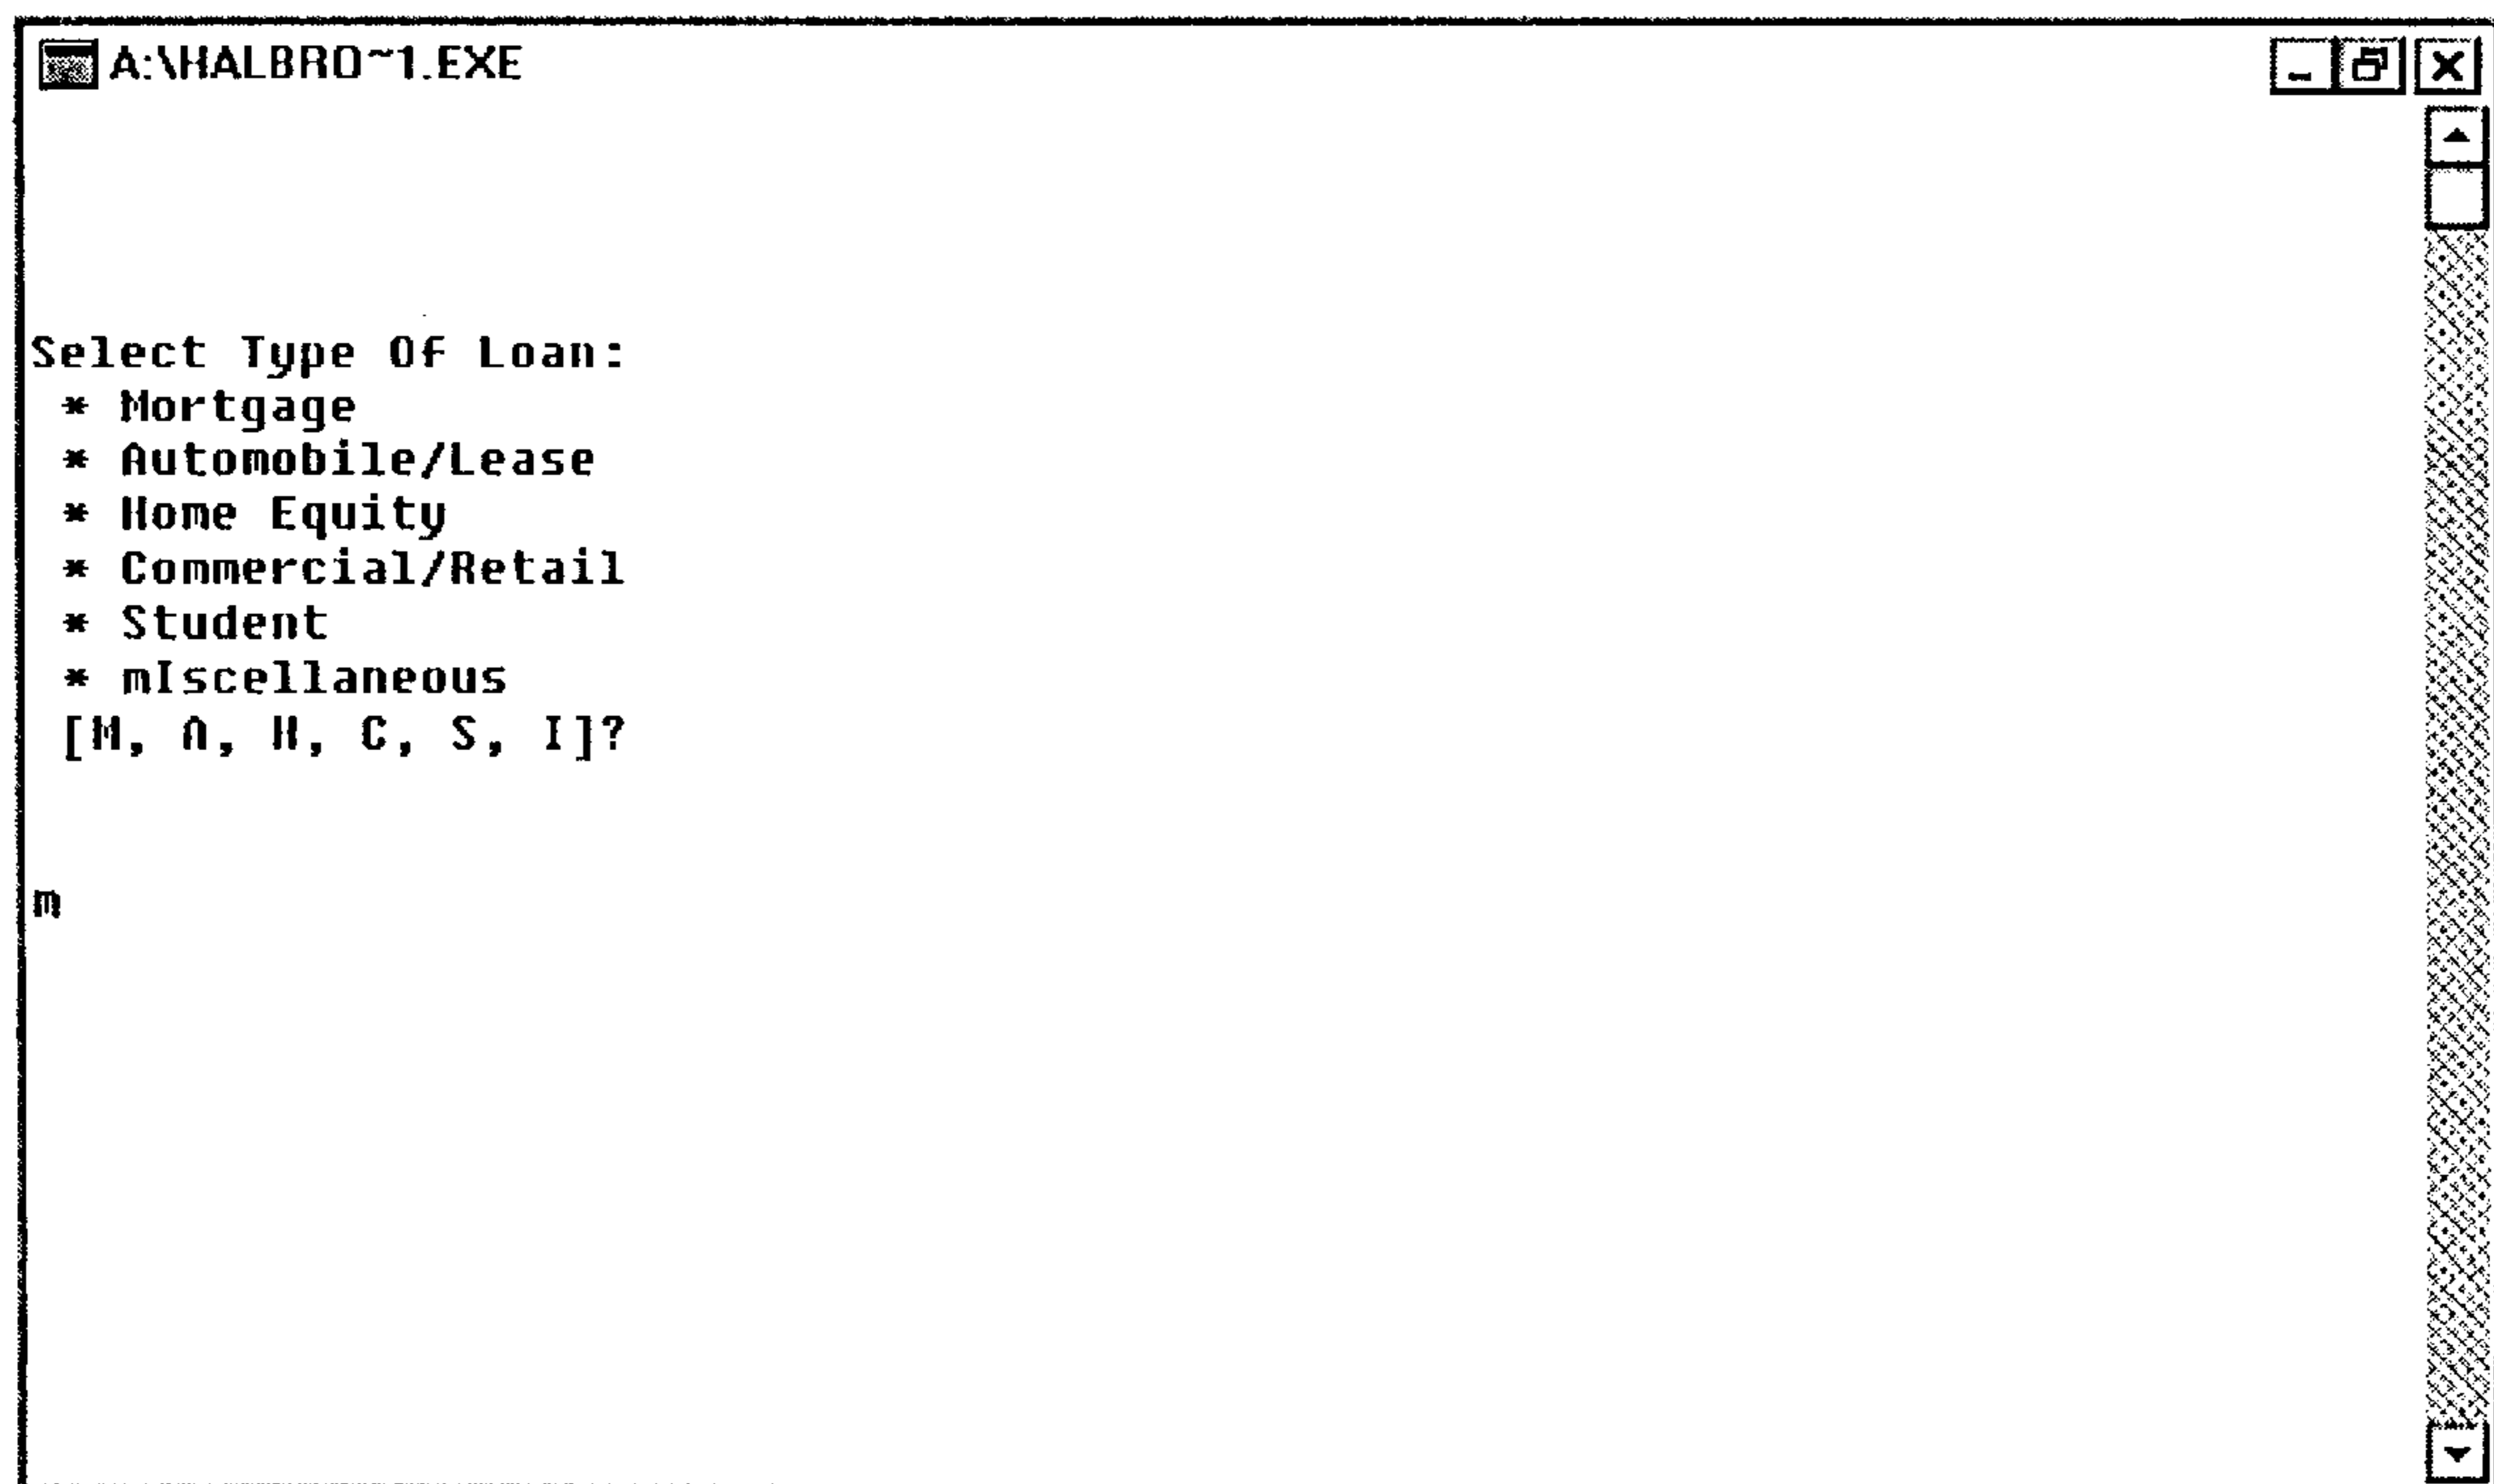 A:\HALBRO~1.EXE
Select Type Of Loan:
* Mortgage
* Automobile/Lease
* Home Equity
* Commercial/Retail
* Student
* mIscellaneous
[M, A, H, C, S, I]?
m